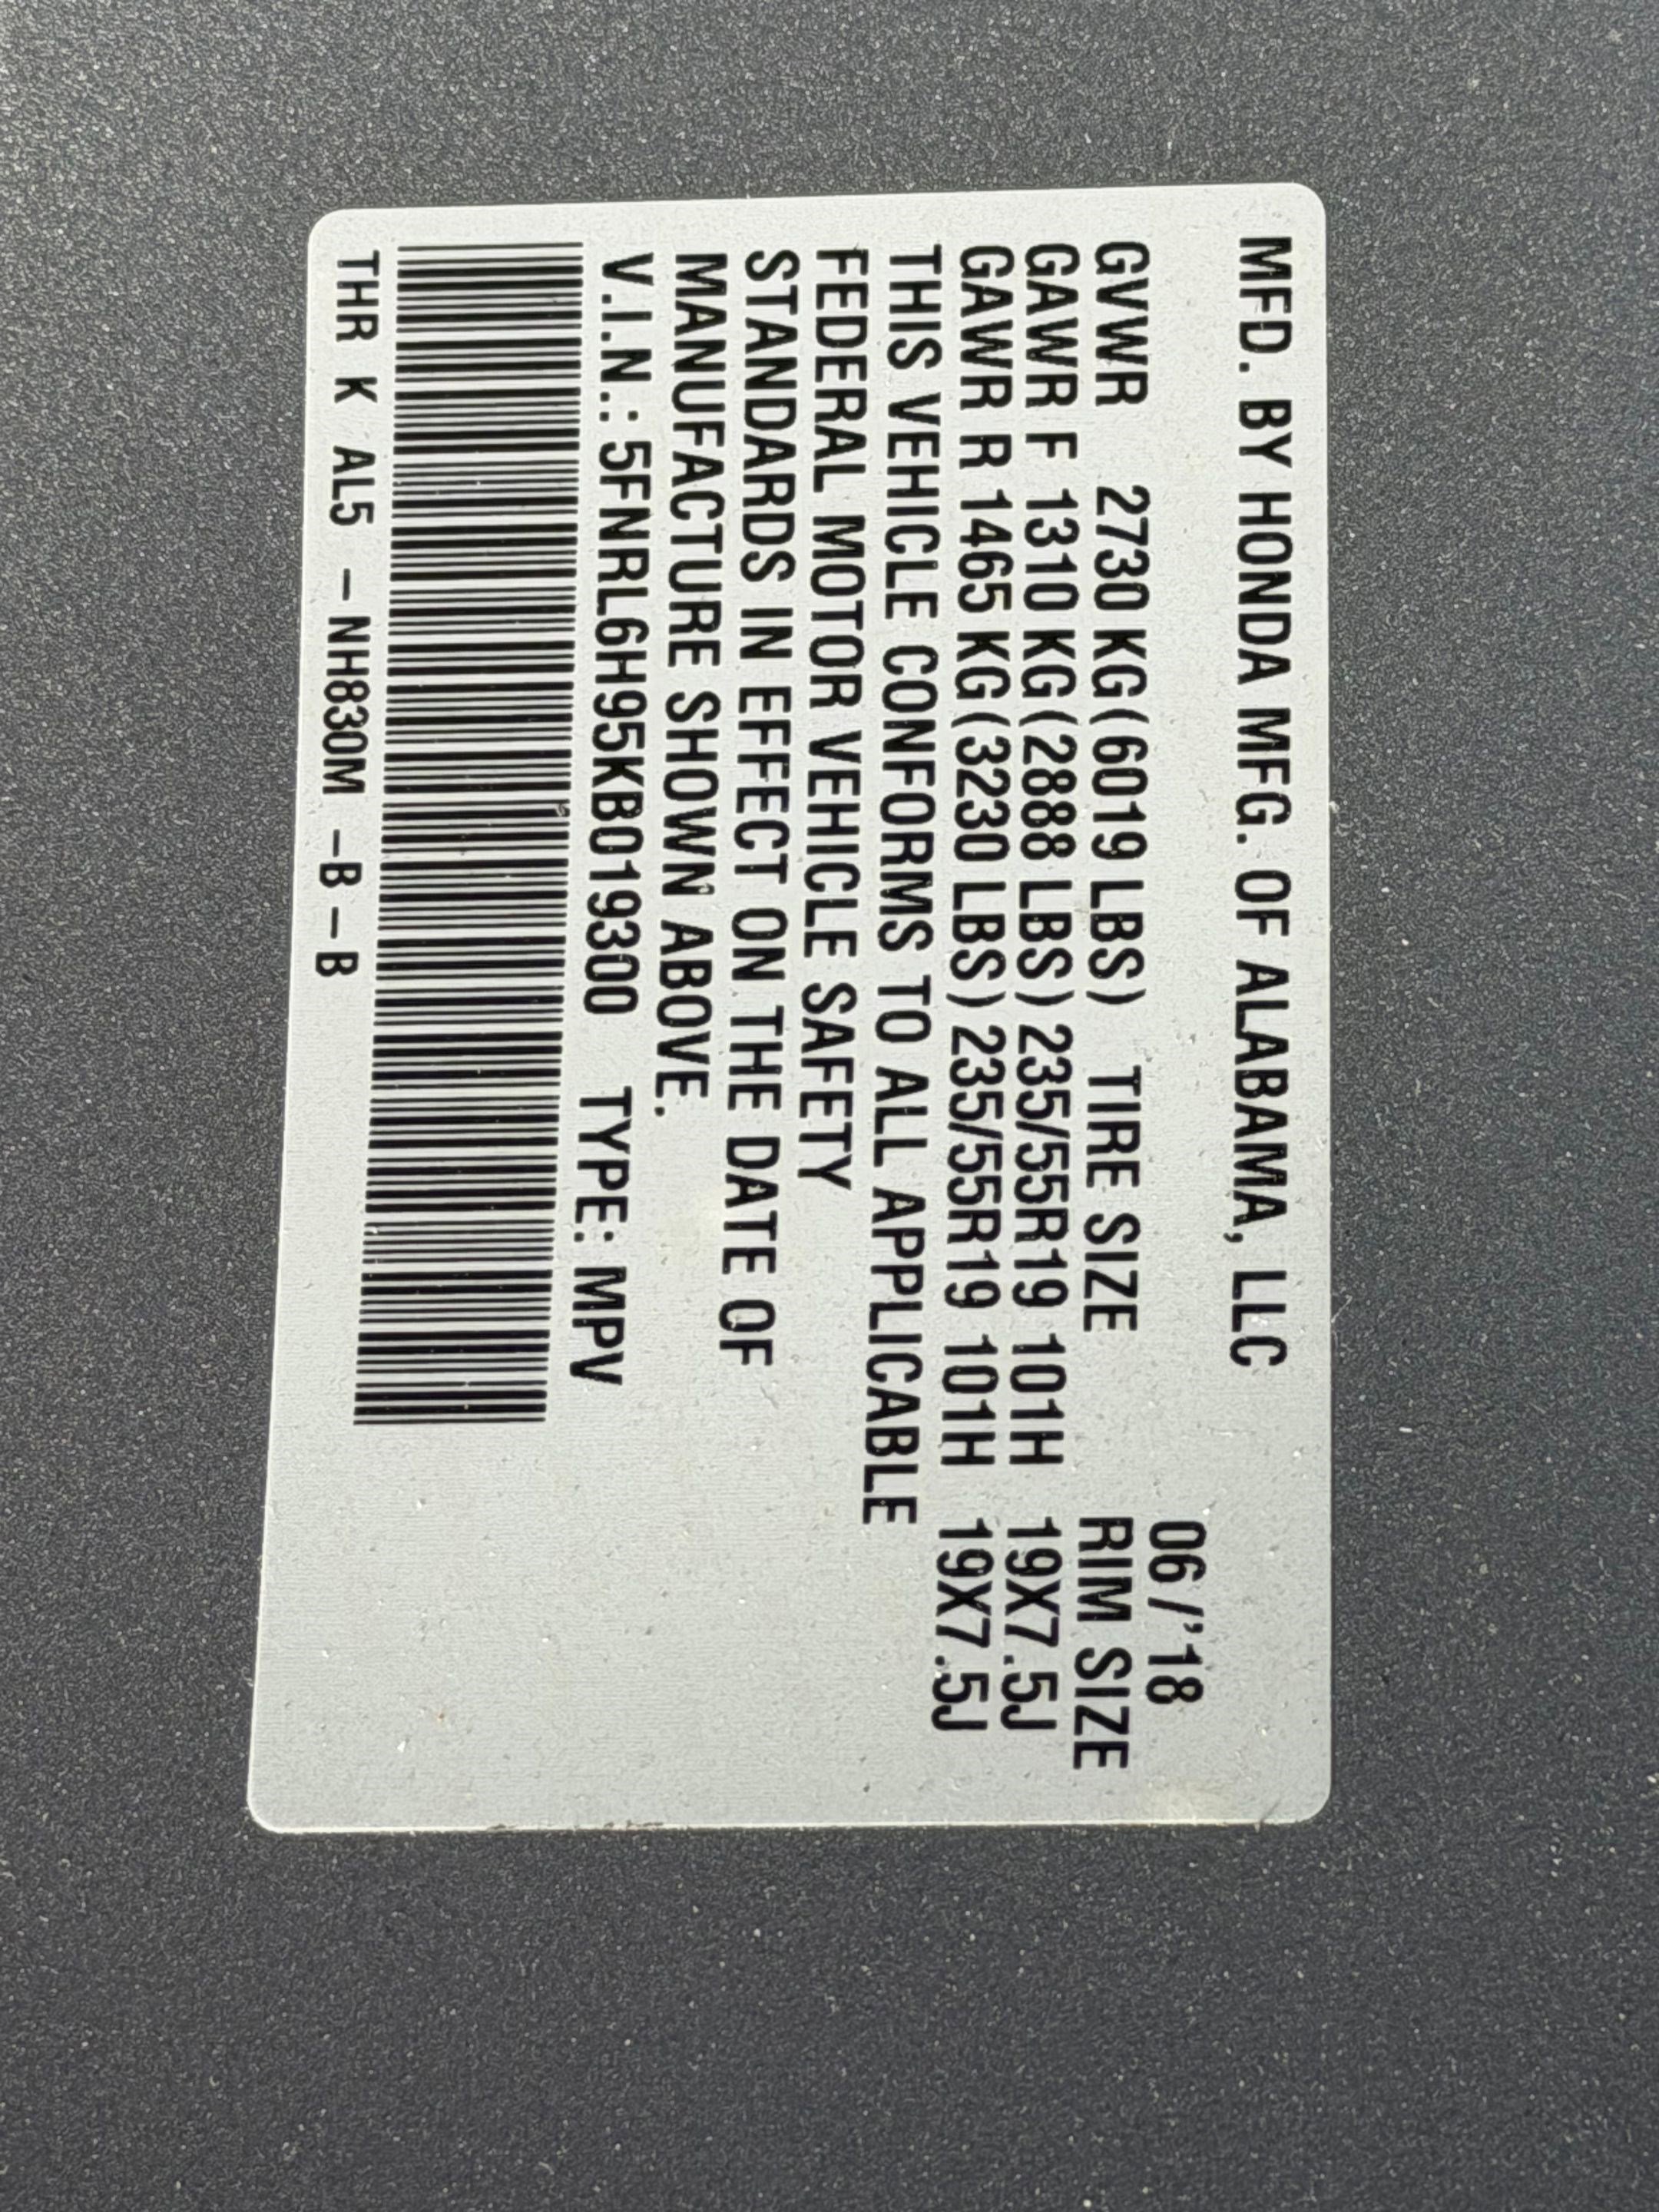 MFD. BY HONDA MFG. OF ALABAMA, LLC
06/'18
GVWR 2730 KG(6019 LBS) TIRE SIZE RIM SIZE
GAWR F 1310 KG(2888 LBS) 235/55R19 101H 19X7.5J
GAWR R 1465 KG(3230 LBS) 235/55R19 101H 19X7.5J
THIS VEHICLE CONFORMS TO ALL APPLICABLE
FEDERAL MOTOR VEHICLE SAFETY
STANDARDS IN EFFECT ON THE DATE OF
MANUFACTURE SHOWN ABOVE.
V.I.N.: 5FNRL6H95KB019300 TYPE: MPV
THR K AL5 -NH830M -B-B